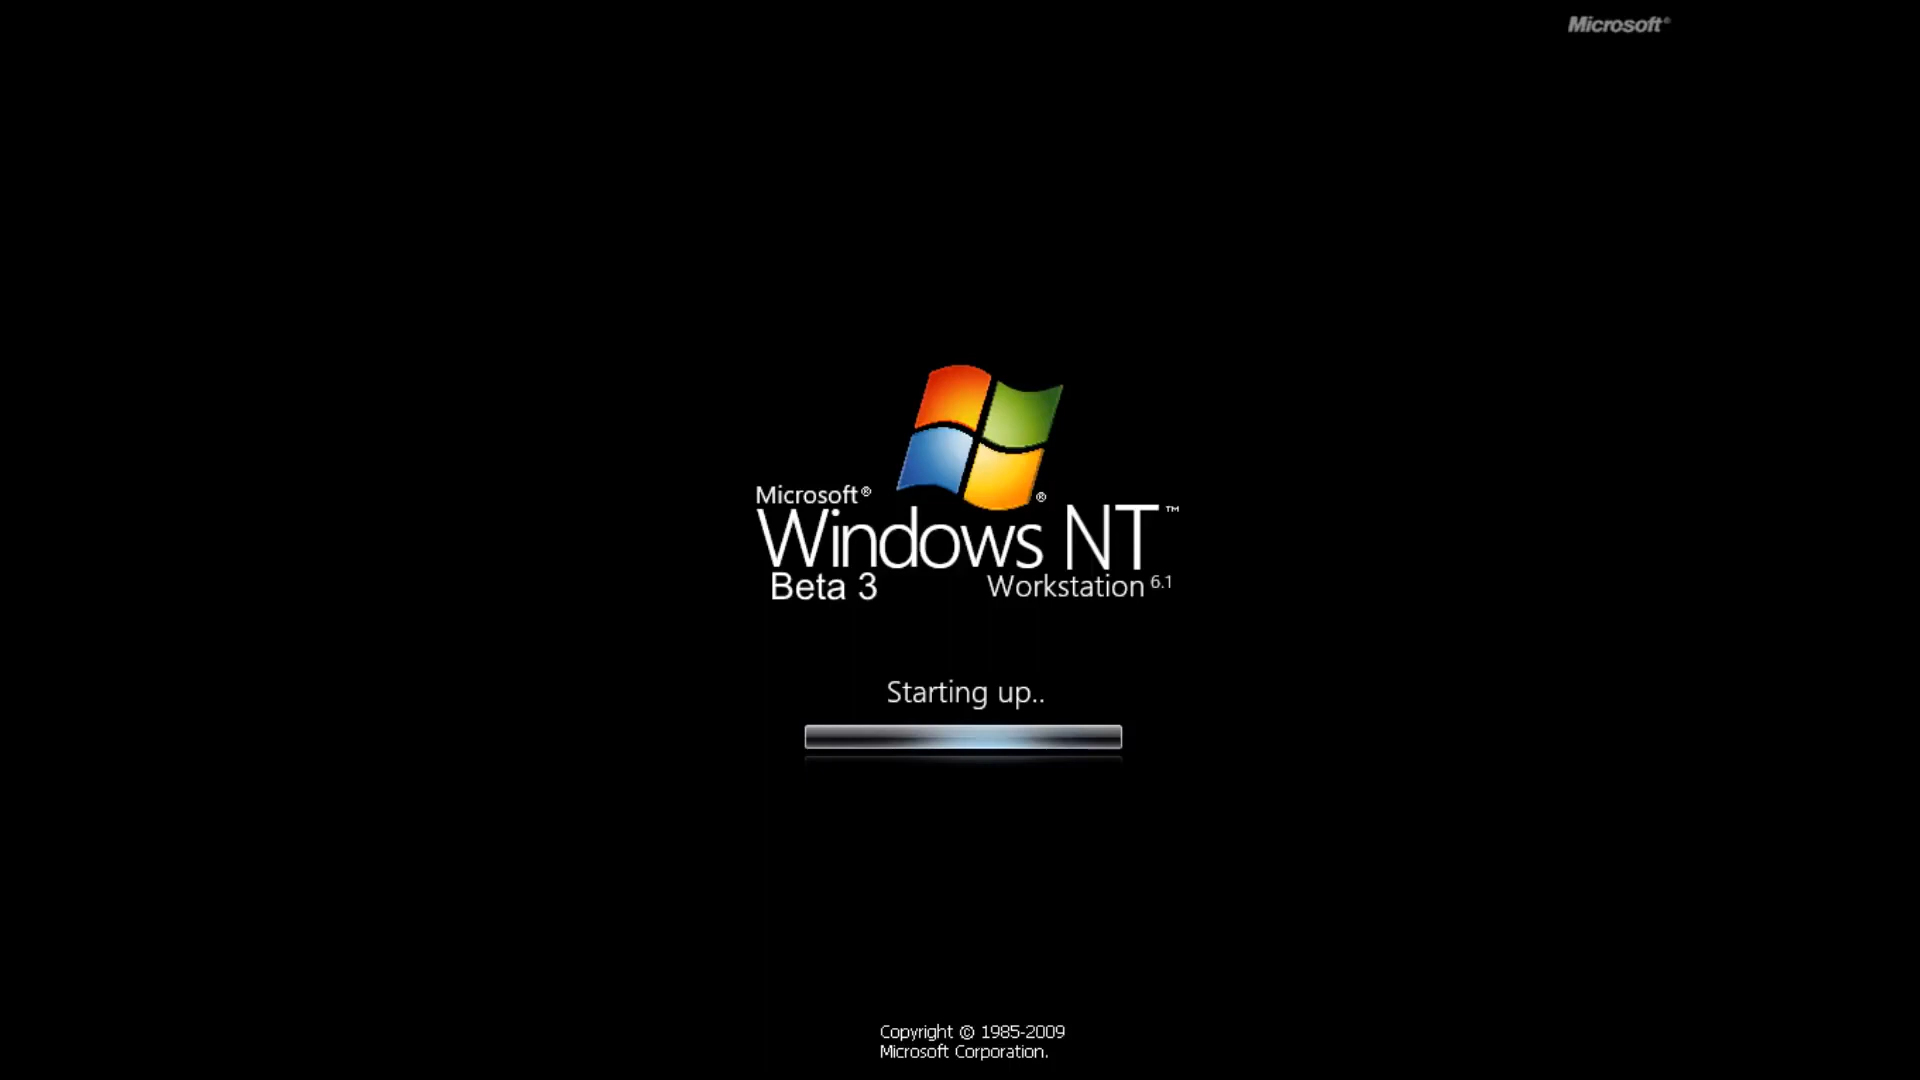 Microsoft®
Microsoft®
®
Windows NT™
Beta 3 Workstation 6.1
Starting up..
Copyright © 1985-2009
Microsoft Corporation.